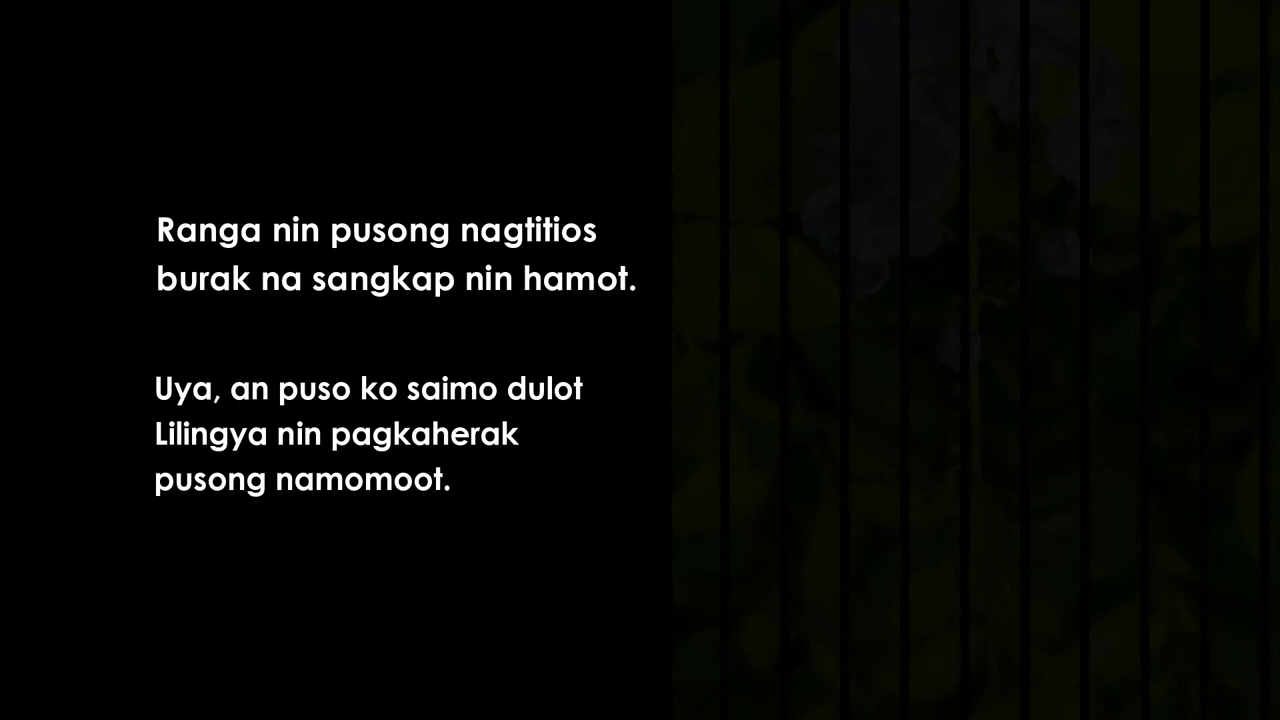 Ranga nin pusong nagtitios
burak na sangkap nin hamot.
Uya, an puso ko saimo dulot
Lilingya nin pagkaherak
pusong namomoot.